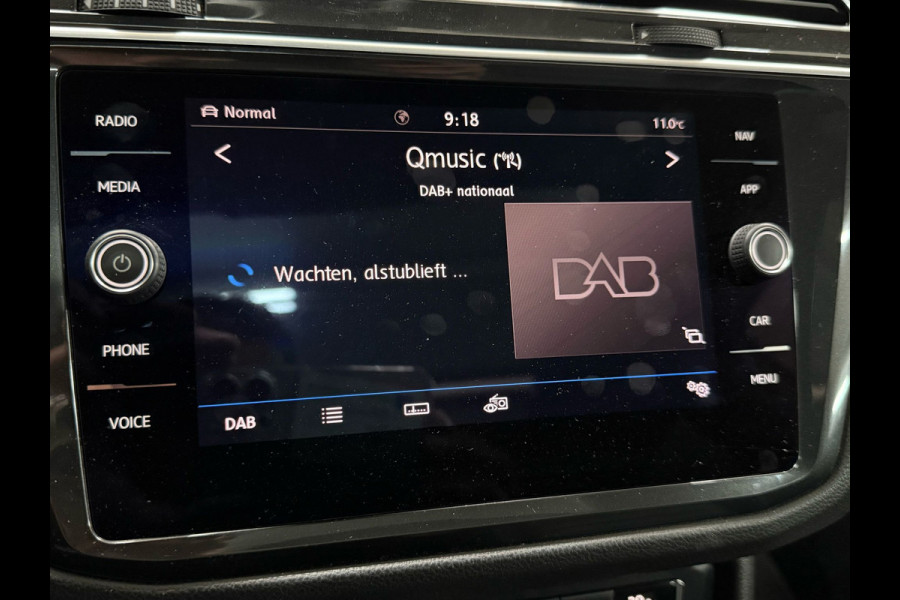 RADIO
MEDIA
PHONE
VOICE
Normal
9:18
11.0°C
Qmusic
DAB+ nationaal
Wachten, alstublieft ...
DAB
DAB
NAV
APP
CAR
MENU